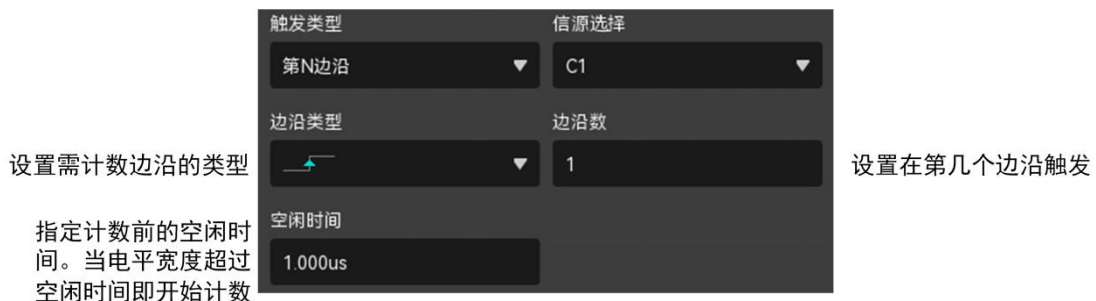 触发类型
信源选择
第N边沿
C1
边沿类型
边沿数
设置需计数边沿的类型
1
设置在第几个边沿触发
指定计数前的空闲时
间。当电平宽度超过
空闲时间即开始计数
空闲时间
1.000us